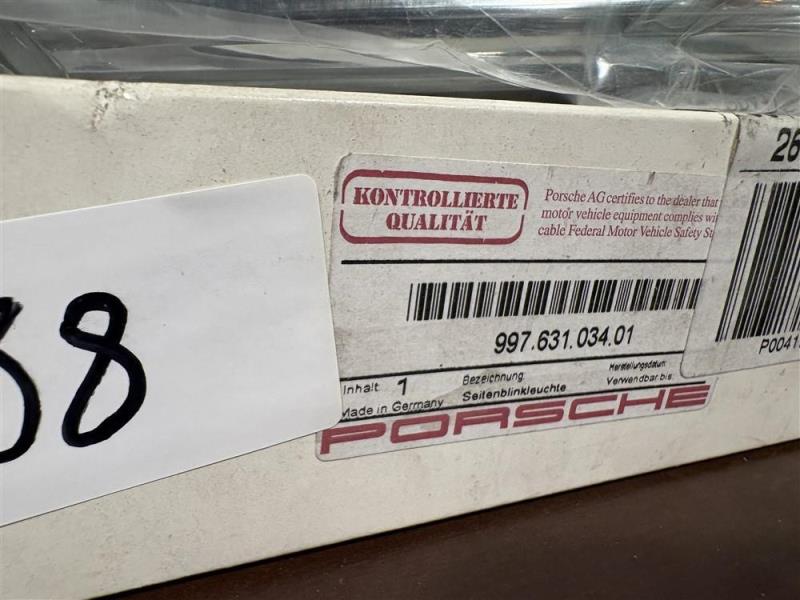 38
KONTROLLIERTE
QUALITÄT
Porsche AG certifies to the dealer that
motor vehicle equipment complies wi
cable Federal Motor Vehicle Safety St
997.631.034.01
Inhalt 1
Bezeichnung
Herstellungsdatum
Made in Germany
Seitenblinkleuchte
Verwendbar bis
PORSCHE
26
P0041